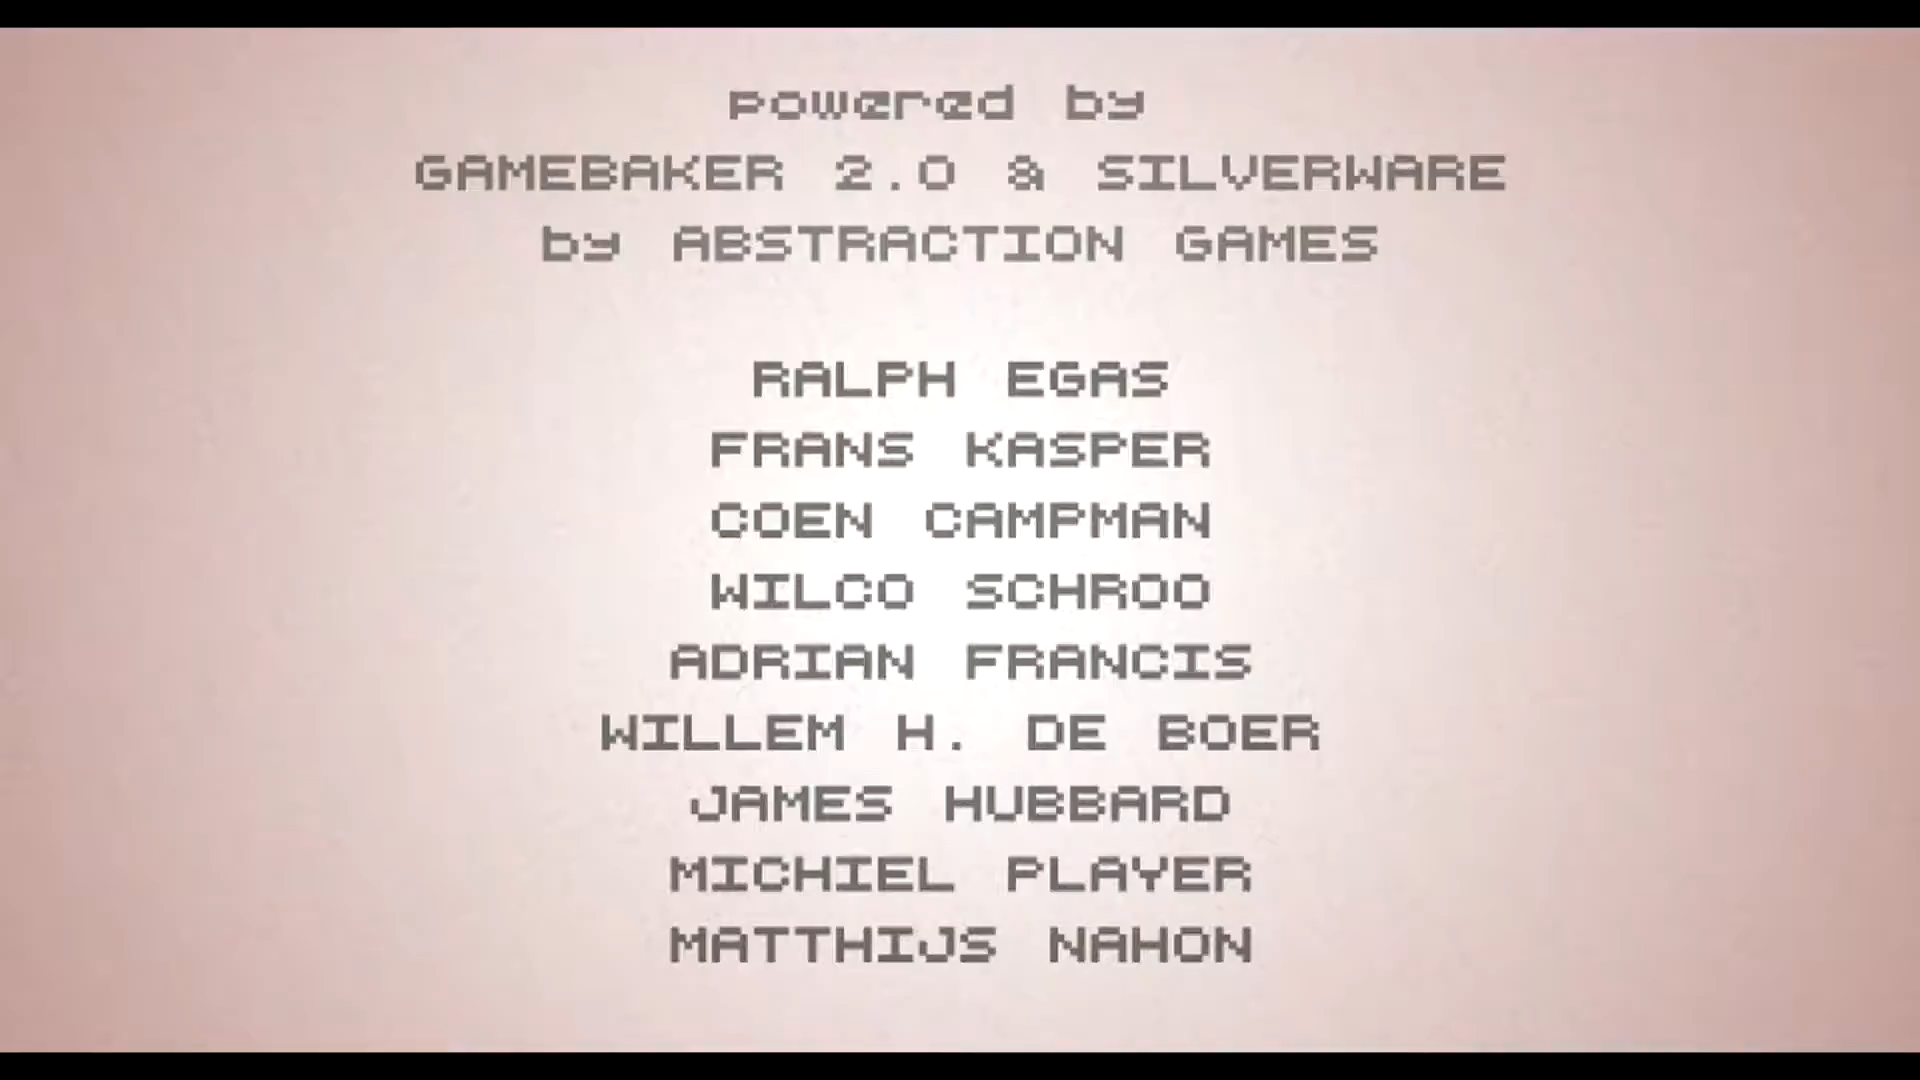 powered by
GAMEBAKER 2.0 & SILVERWARE
by ABSTRACTION GAMES
RALPH EGAS
FRANS KASPER
COEN CAMPMAN
WILCO SCHROO
ADRIAN FRANCIS
WILLEM H. DE BOER
JAMES HUBBARD
MICHIEL PLAYER
MATTHIJS NAHON